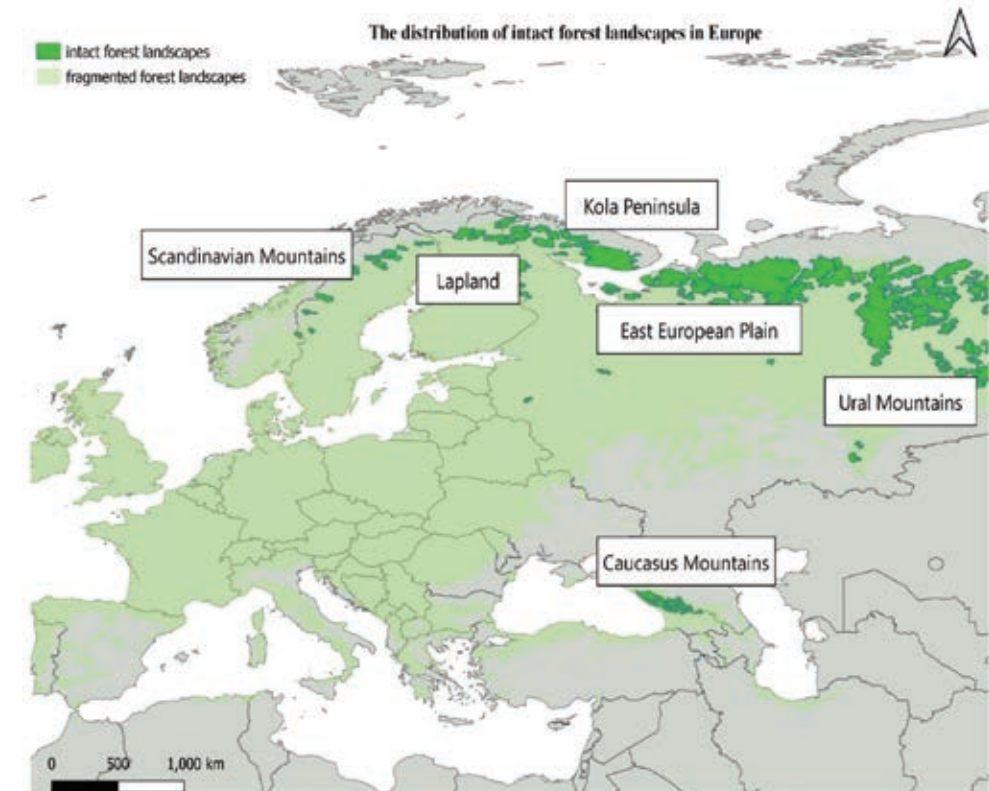 The distribution of intact forest landscapes in Europe
intact forest landscapes
fragmented forest landscapes
Kola Peninsula
Scandinavian Mountains
Lapland
East European Plain
Ural Mountains
Caucasus Mountains
0 500 1,000 km